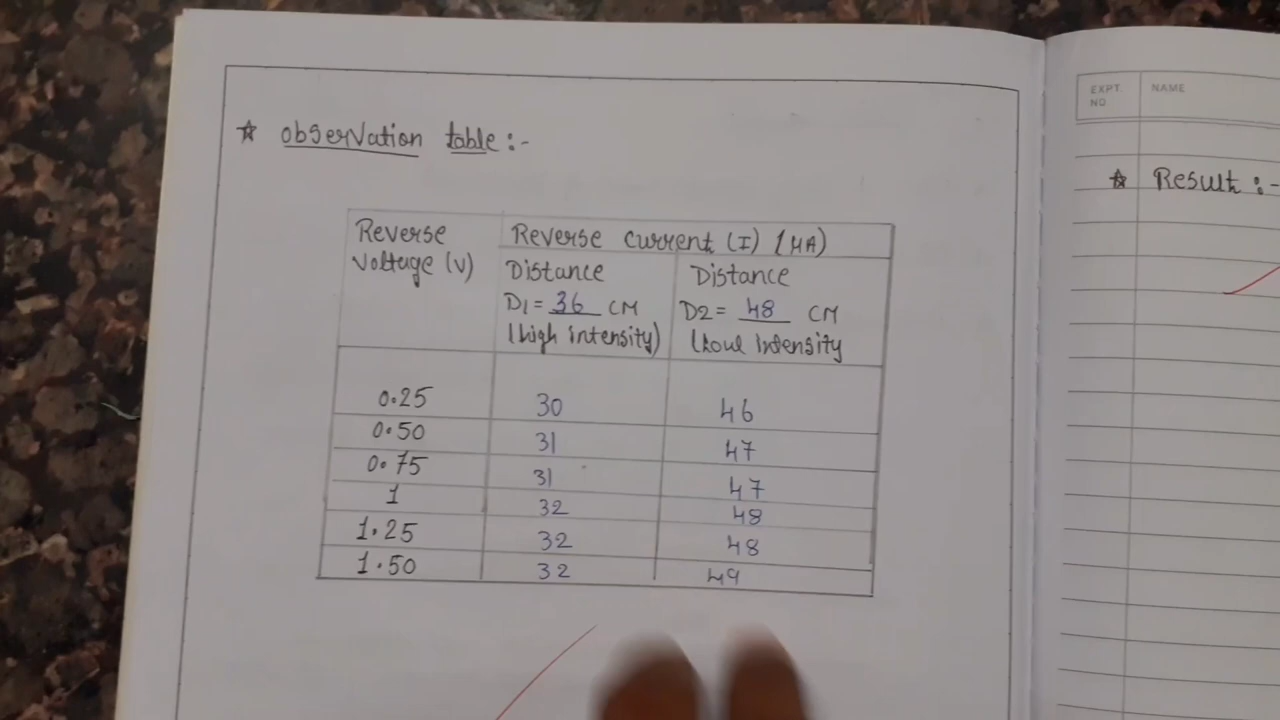 ☆ observation table :-
Reverse voltage (v)
Reverse current (I) (μA)
Distance D1= 36 CM (high intensity)
Distance D2= 48 CM (low intensity
0.25 30 46
0.50 31 47
0.75 31 47
1 32 48
1.25 32 48
1.50 32 49
EXPT. NO
NAME
☆ Result :-